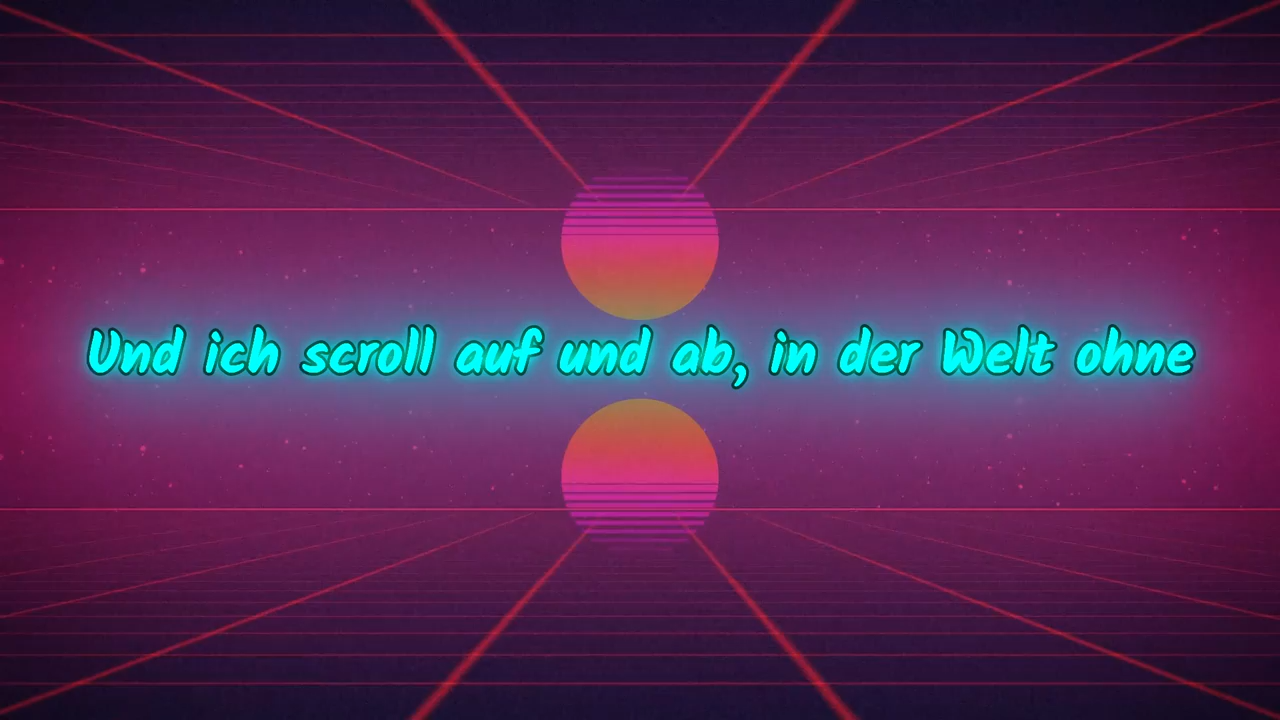 Und ich scroll auf und ab, in der Welt ohne